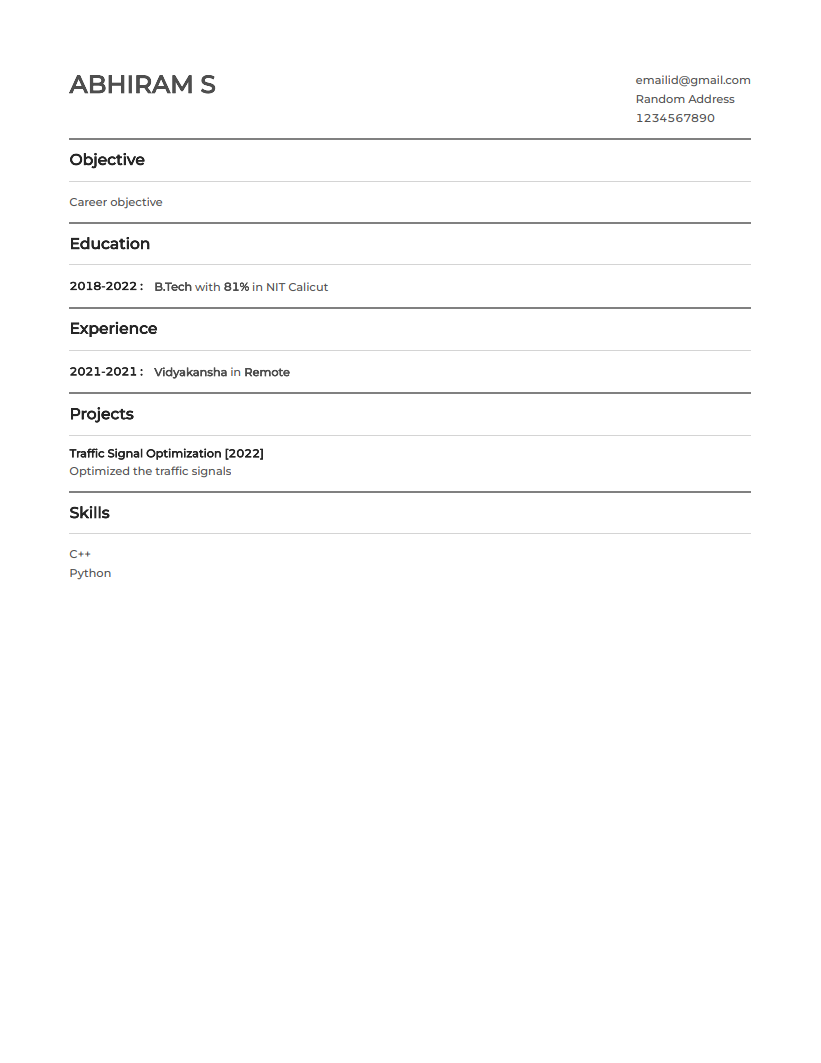 ABHIRAM S
emailid@gmail.com
Random Address
1234567890
Objective
Career objective
Education
2018-2022 : B.Tech with 81% in NIT Calicut
Experience
2021-2021 : Vidyakansha in Remote
Projects
Traffic Signal Optimization [2022]
Optimized the traffic signals
Skills
C++
Python